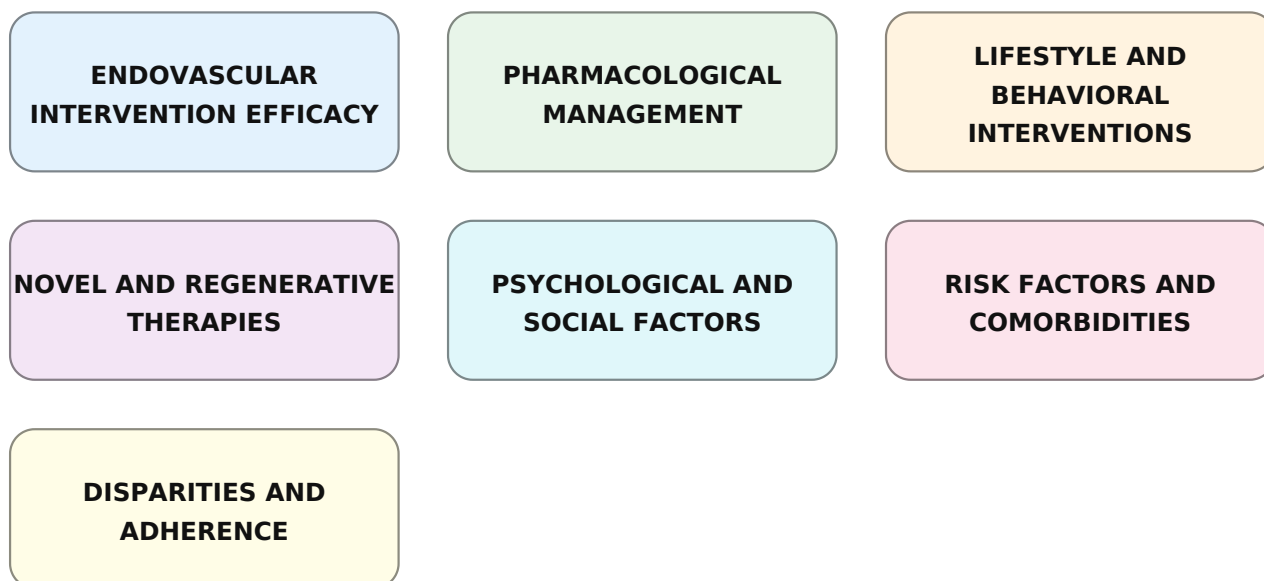 ENDOVASCULAR
INTERVENTION EFFICACY
PHARMACOLOGICAL
MANAGEMENT
LIFESTYLE AND
BEHAVIORAL
INTERVENTIONS
NOVEL AND REGENERATIVE
THERAPIES
PSYCHOLOGICAL AND
SOCIAL FACTORS
RISK FACTORS AND
COMORBIDITIES
DISPARITIES AND
ADHERENCE